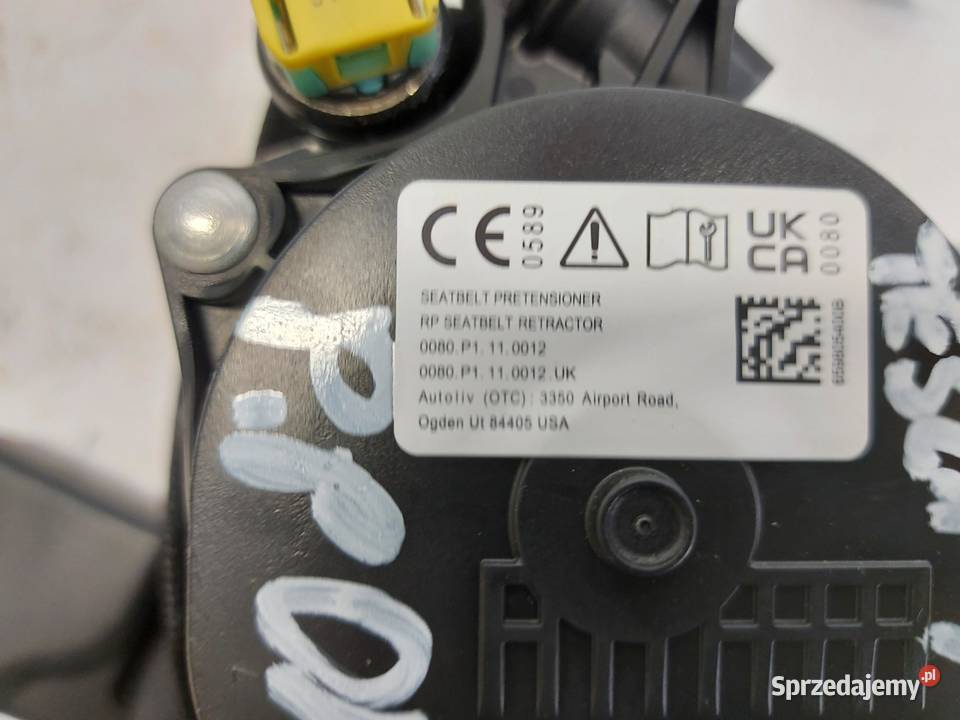 CE 0589 UK CA 0080
SEATBELT PRETENSIONER
RP SEATBELT RETRACTOR
0080.P1.11.0012
0080.P1.11.0012.UK
Autoliv (OTC): 3350 Airport Road,
Ogden Ut 84405 USA
P.P
Sprzedajemy.pl